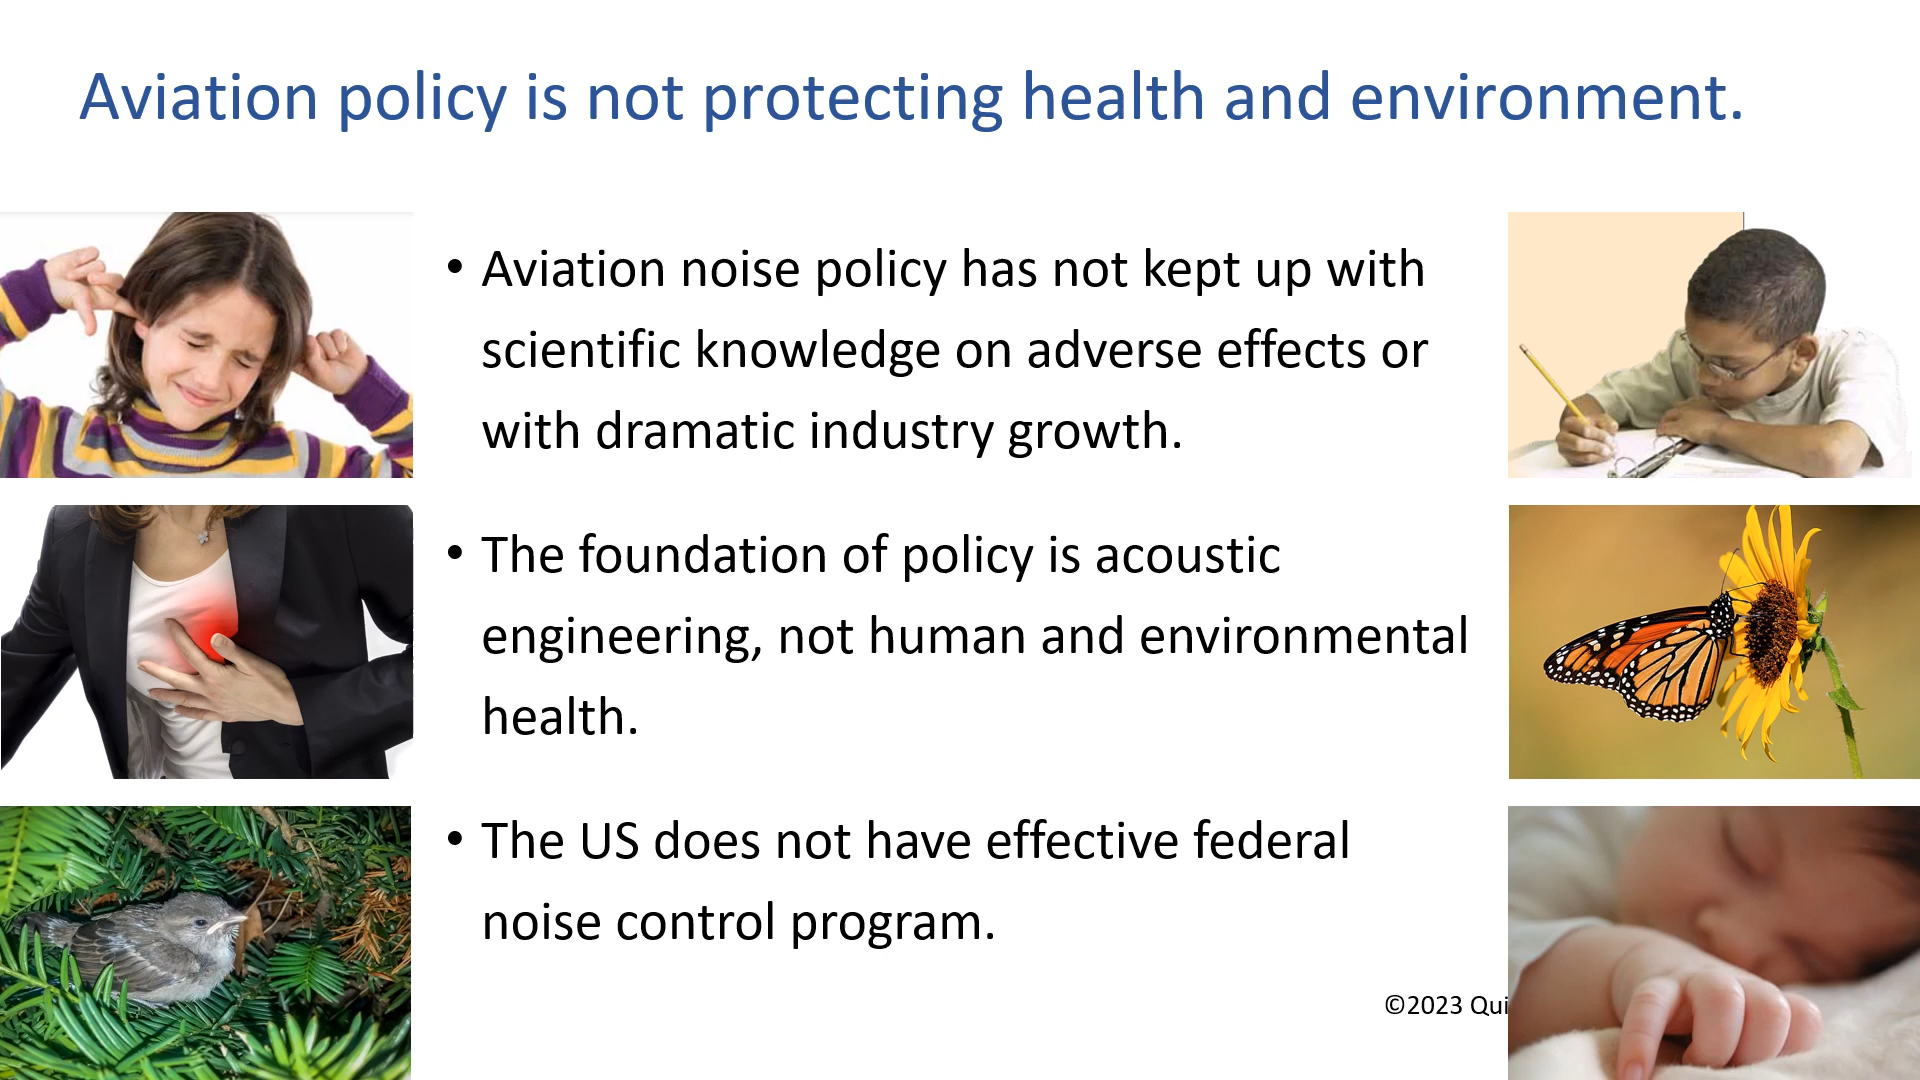 Aviation policy is not protecting health and environment.
• Aviation noise policy has not kept up with
scientific knowledge on adverse effects or
with dramatic industry growth.
• The foundation of policy is acoustic
engineering, not human and environmental
health.
• The US does not have effective federal
noise control program.
©2023